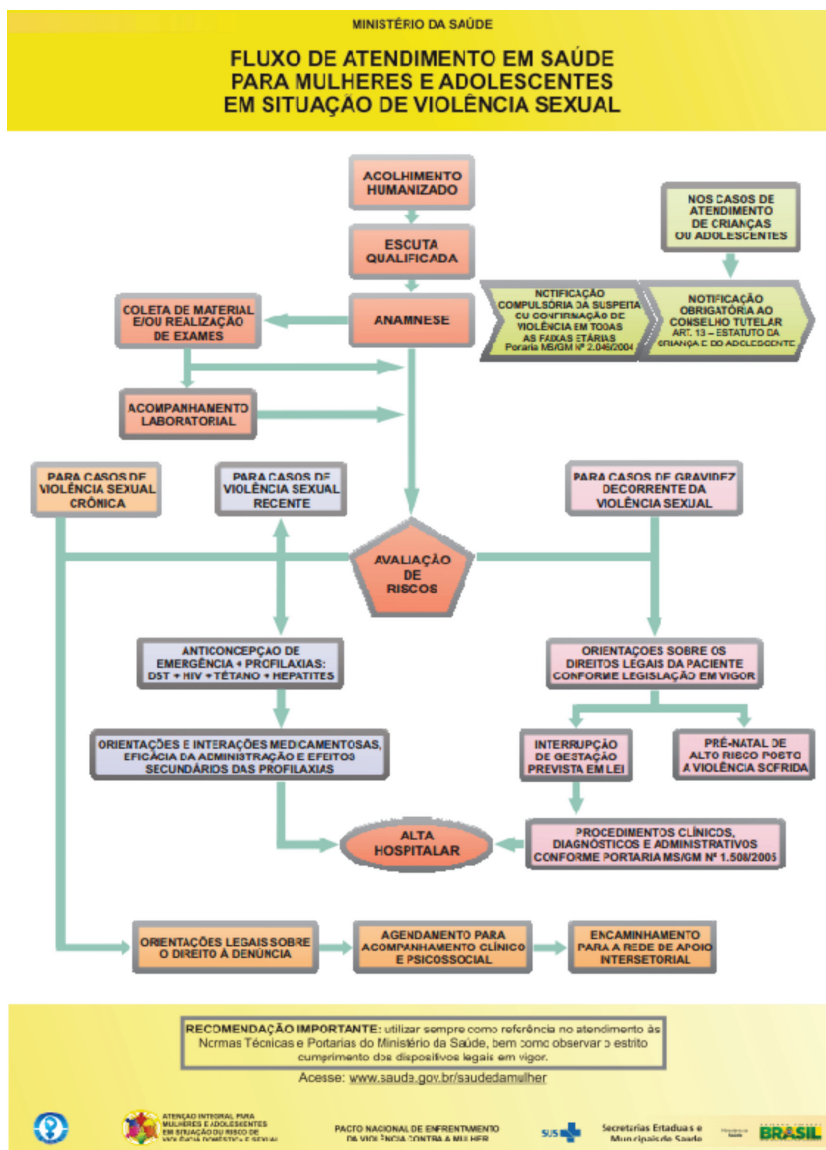 MINISTÉRIO DA SAÚDE
FLUXO DE ATENDIMENTO EM SAÚDE
PARA MULHERES E ADOLESCENTES
EM SITUAÇÃO DE VIOLÊNCIA SEXUAL
ACOLHIMENTO
HUMANIZADO
NOS CASOS DE
ATENDIMENTO
DE CRIANÇAS
OU ADOLESCENTES
ESCUTA
QUALIFICADA
COLETA DE MATERIAL
E/OU REALIZAÇÃO
DE EXAMES
ANAMNESE
NOTIFICAÇÃO
COMPULSÓRIA DA SUSPEITA
OU CONFIRMAÇÃO DE
VIOLÊNCIA EM TODAS
AS FAIXAS ETÁRIAS
Poraria MS/GM Nº 2.046/2004
NOTIFICAÇÃO
OBRIGATÓRIA AO
CONSELHO TUTELAR
ART. 13 – ESTATUTO DA
CRIANÇA E DO ADOLESCENTE
ACOMPANHAMENTO
LABORATORIAL
PARA CASOS DE
VIOLÊNCIA SEXUAL
CRÔNICA
PARA CASOS DE
VIOLÊNCIA SEXUAL
RECENTE
PARA CASOS DE GRAVIDEZ
DECORRENTE DA
VIOLÊNCIA SEXUAL
AVALIAÇÃO
DE
RISCOS
ANTICONCEPÇÃO DE
EMERGÊNCIA + PROFILAXIAS:
DST + HIV + TÉTANO + HEPATITES
ORIENTAÇOES SOBRE OS
DIREITOS LEGAIS DA PACIENTE
CONFORME LEGISLAÇÃO EM VIGOR
ORIENTAÇÕES E INTERAÇÕES MEDICAMENTOSAS,
EFICÁCIA DA ADMINISTRAÇÃO E EFEITOS
SECUNDÁRIOS DAS PROFILAXIAS
INTERRUPÇÃO
DE GESTAÇÃO
PREVISTA EM LEI
PRÉ-NATAL DE
ALTO RISCO POSTO
A VIOLÊNCIA SOFRIDA
ALTA
HOSPITALAR
PROCEDIMENTOS CLÍNICOS,
DIAGNÓSTICOS E ADMINISTRATIVOS
CONFORME PORTARIA MS/GM Nº 1.508/2005
ORIENTAÇÕES LEGAIS SOBRE
O DIREITO À DENÚNCIA
AGENDAMENTO PARA
ACOMPANHAMENTO CLÍNICO
E PSICOSSOCIAL
ENCAMINHAMENTO
PARA A REDE DE APOIO
INTERSETORIAL
RECOMENDAÇÃO IMPORTANTE: utilizar sempre como referência no atendimento às
Normas Técnicas e Portarias do Ministério da Saúde, bem como observar o estrito
cumprimento dos dispositivos legais em vigor.
Acesse: www.saude.gov.br/saudedamulher
ATENÇÃO INTEGRAL PARA
MULHERES E ADOLESCENTES
EM SITUAÇÃO OU RISCO DE
VIOLÊNCIA DOMÉSTICA E SEXUAL
PACTO NACIONAL DE ENFRENTAMENTO
DA VIOLÊNCIA CONTRA A MULHER
SUS
Secretarias Estaduais e
Municipais de Saúde
BRASIL